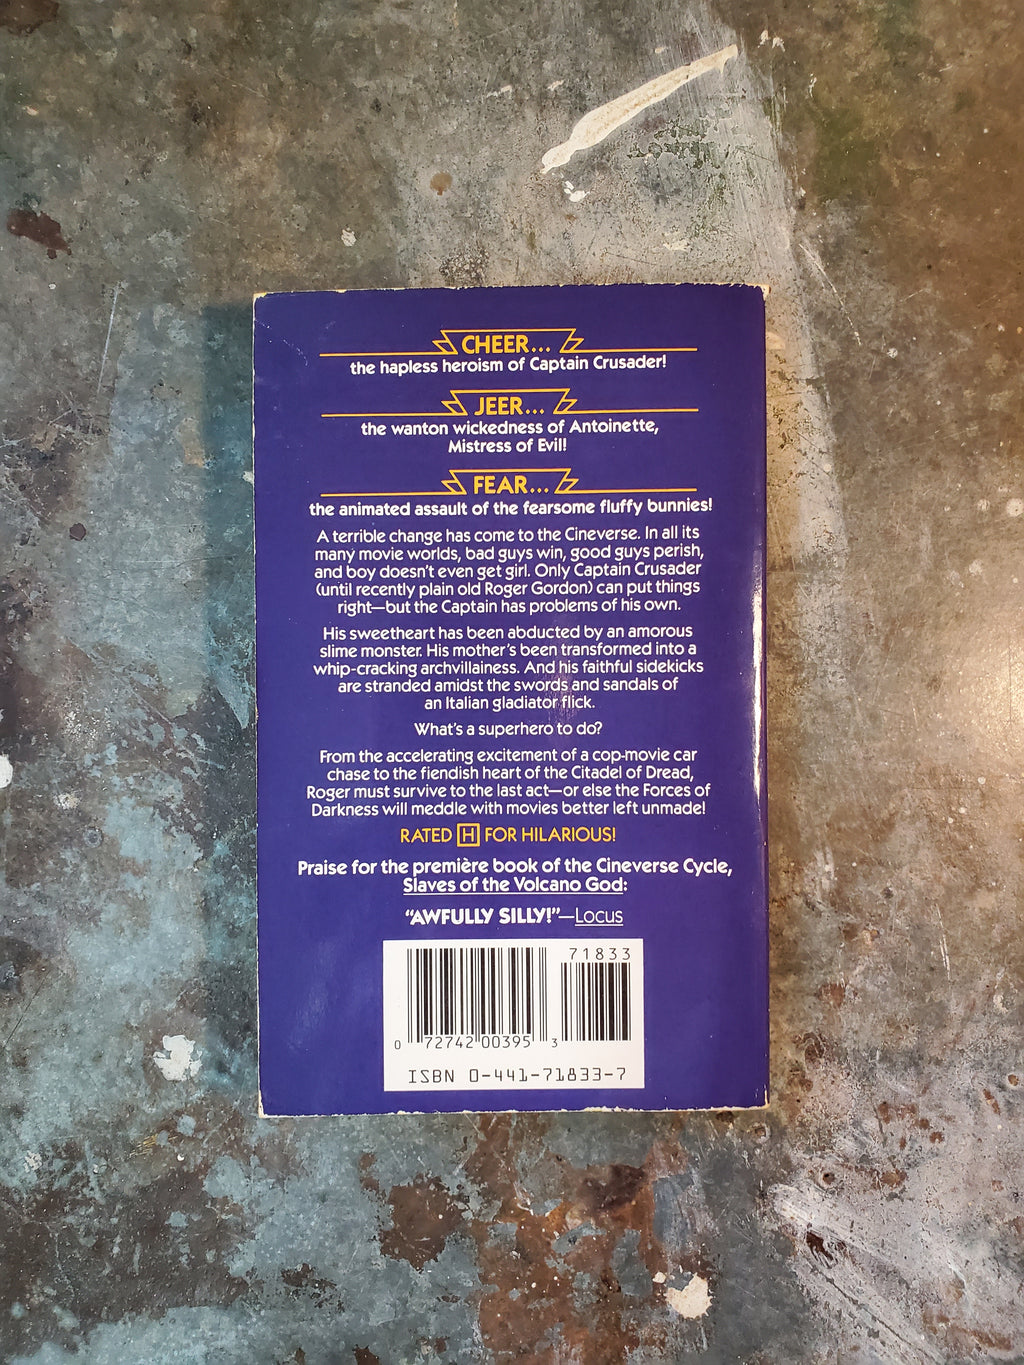 CHEER...
the hapless heroism of Captain Crusader!
JEER...
the wanton wickedness of Antoinette,
Mistress of Evil!
FEAR...
the animated assault of the fearsome fluffy bunnies!
A terrible change has come to the Cineverse. In all its
many movie worlds, bad guys win, good guys perish,
and boy doesn't even get girl. Only Captain Crusader
(until recently plain old Roger Gordon) can put things
right—but the Captain has problems of his own.
His sweetheart has been abducted by an amorous
slime monster. His mother's been transformed into a
whip-cracking archvillainess. And his faithful sidekicks
are stranded amidst the swords and sandals of
an Italian gladiator flick.
What's a superhero to do?
From the accelerating excitement of a cop-movie car
chase to the fiendish heart of the Citadel of Dread,
Roger must survive to the last act—or else the Forces of
Darkness will meddle with movies better left unmade!
RATED H FOR HILARIOUS!
Praise for the première book of the Cineverse Cycle,
Slaves of the Volcano God:
"AWFULLY SILLY!"—Locus
71833
0 72742 00395 3
ISBN 0-441-71833-7